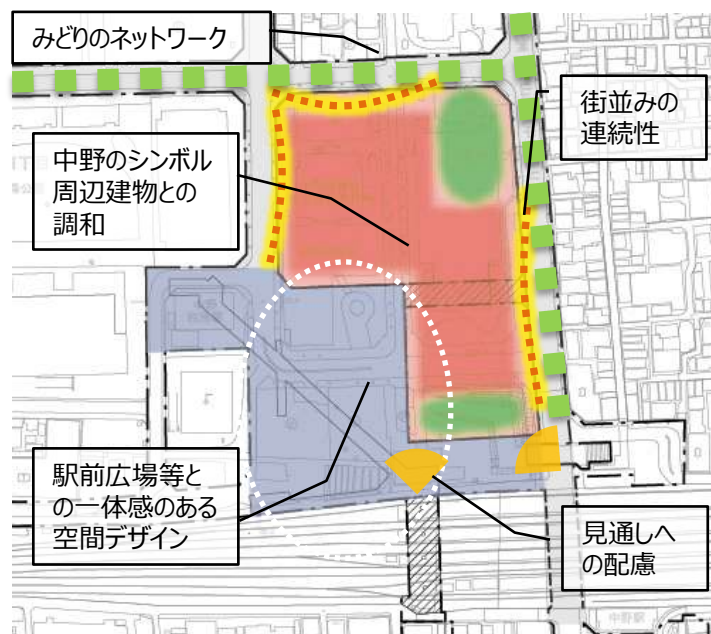 みどりのネットワーク
街並みの
連続性
中野のシンボル
周辺建物との
調和
駅前広場等と
の一体感のある
空間デザイン
見通しへ
の配慮
中野駅